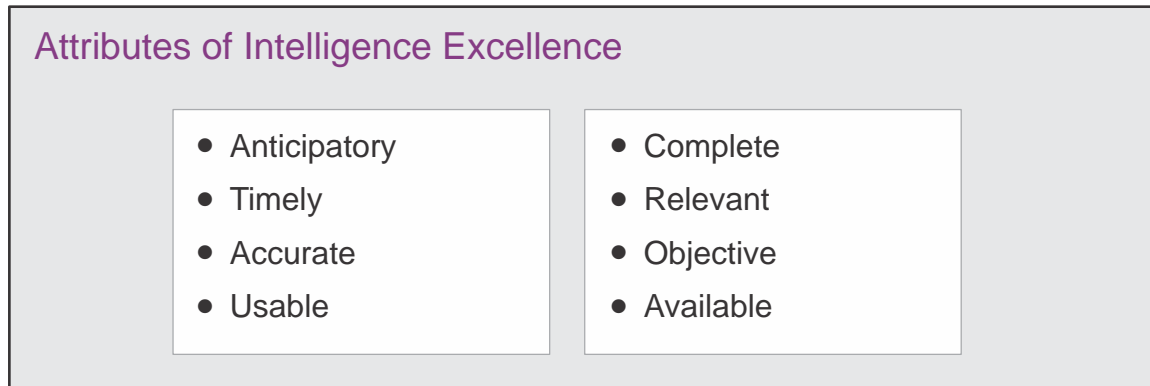 Attributes of Intelligence Excellence
• Anticipatory
• Timely
• Accurate
• Usable
• Complete
• Relevant
• Objective
• Available